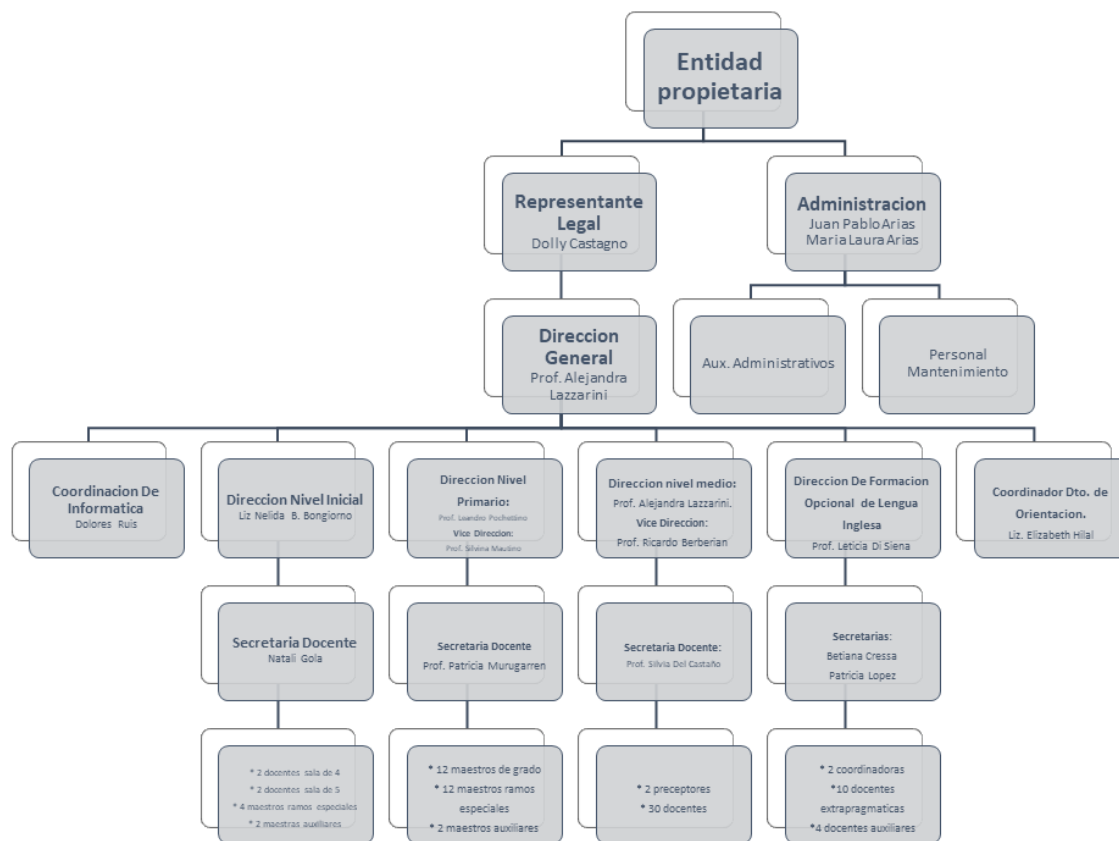 Entidad
propietaria
Representante
Legal
Dolly Castagno
Administracion
Juan Pablo Arias
Maria Laura Arias
Direccion
General
Prof. Alejandra
Lazzarini
Aux. Administrativos
Personal
Mantenimiento
Coordinacion De
Informatica
Dolores Ruis
Direccion Nivel Inicial
Liz Nelida B. Bongiorno
Direccion Nivel
Primario:
Prof. Leandro Pochettino
Vice Direccion:
Prof. Silvina Mautino
Direccion nivel medio:
Prof. Alejandra Lazzarini.
Vice Direccion:
Prof. Ricardo Berberian
Direccion De Formacion
Opcional de Lengua
Inglesa
Prof. Leticia Di Siena
Coordinador Dto. de
Orientacion.
Liz. Elizabeth Hilal
Secretaria Docente
Natali Gola
Secretaria Docente
Prof. Patricia Murugarren
Secretaria Docente:
Prof. Silvia Del Castaño
Secretarias:
Betiana Cressa
Patricia Lopez
* 2 docentes sala de 4
* 2 docentes sala de 5
* 4 maestros ramos especiales
* 2 maestras auxiliares
* 12 maestros de grado
* 12 maestros ramos
especiales
* 2 maestros auxiliares
* 2 preceptores
* 30 docentes
* 2 coordinadoras
*10 docentes
extrapragmaticas
*4 docentes auxiliares